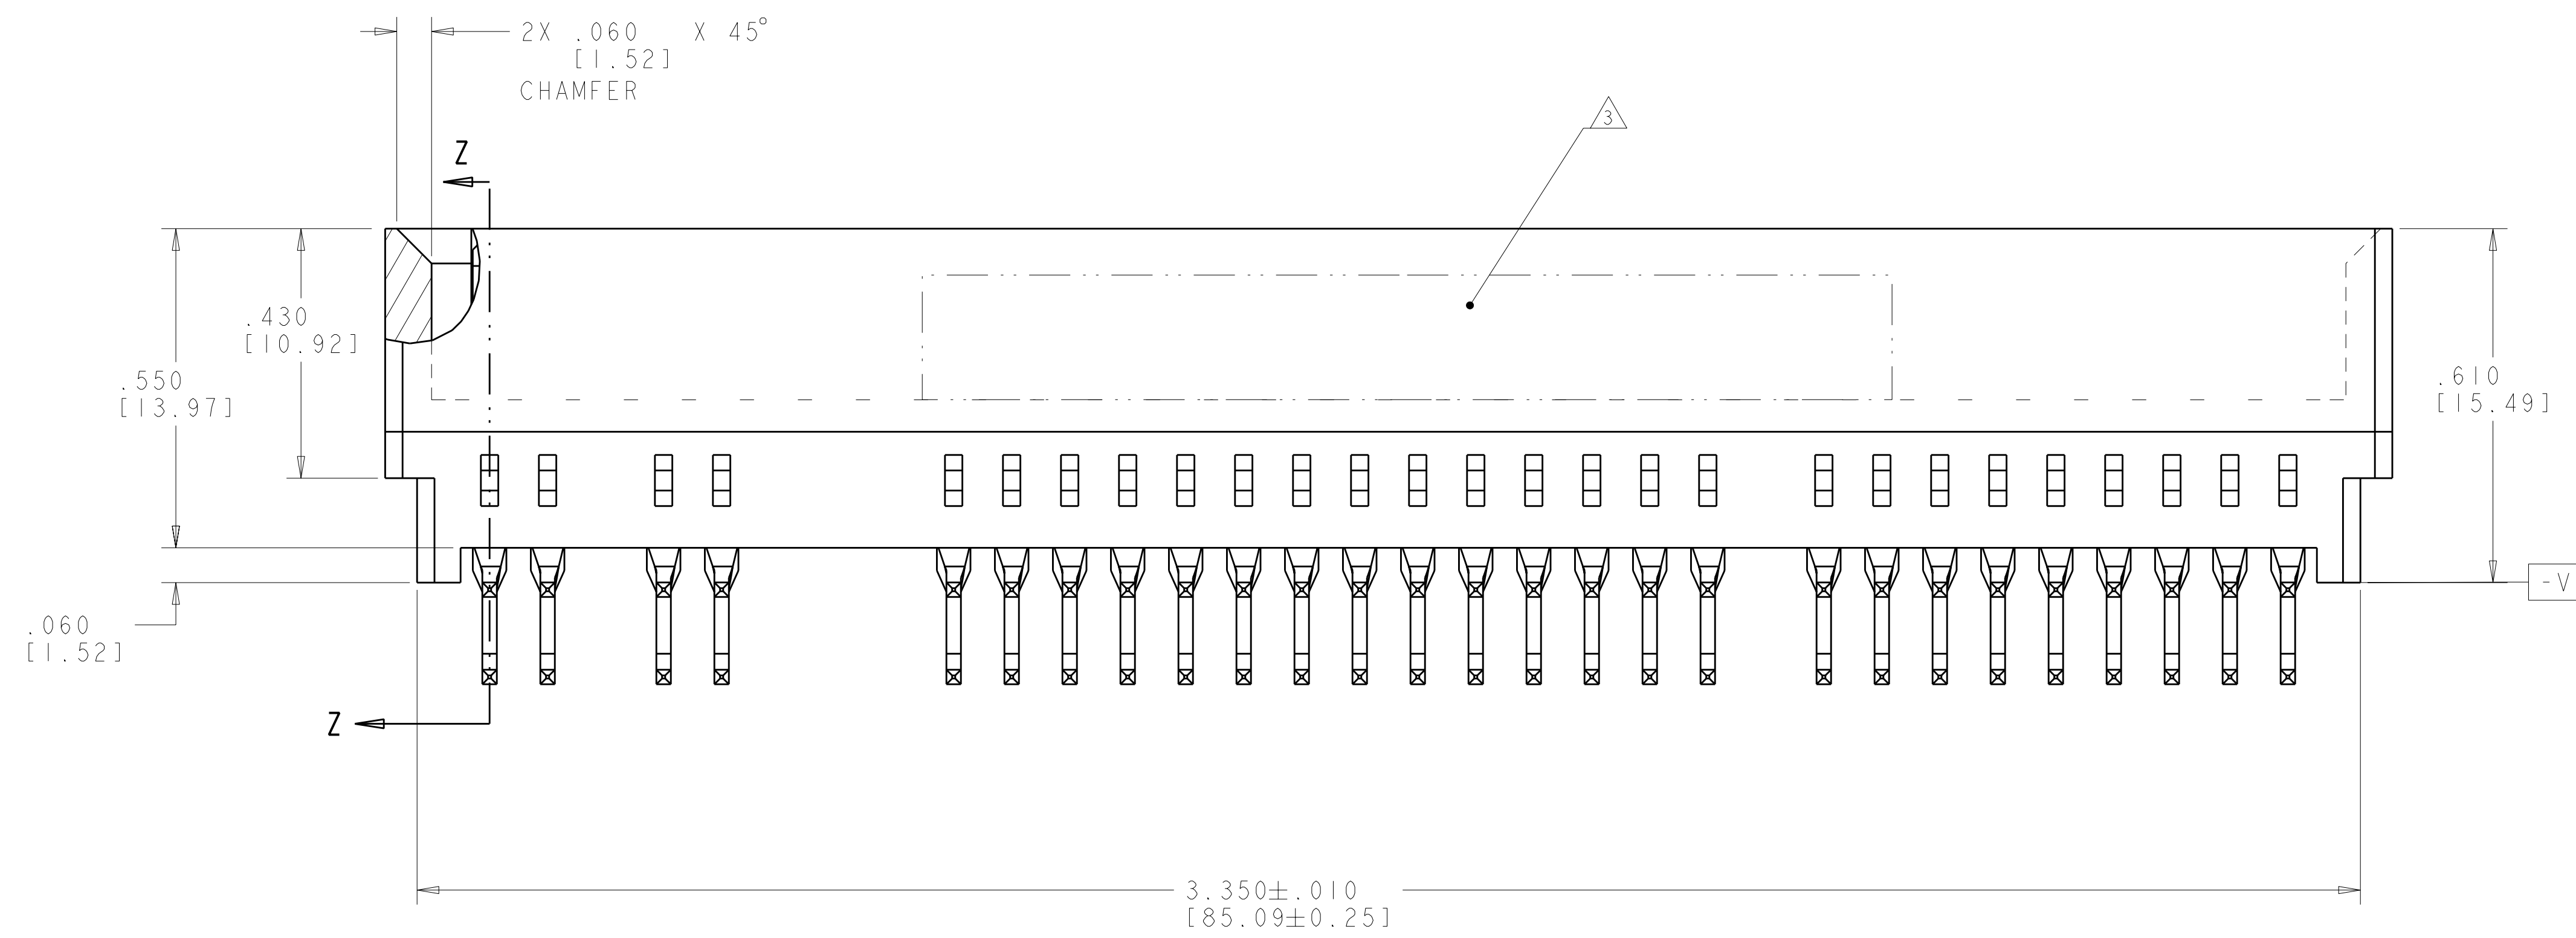 2X .060 X 45°
[1.52]
CHAMFER
3
Z
.430
[10.92]
.550
[13.97]
.610
[15.49]
-V
.060
[1.52]
Z
3.350±.010
[85.09±0.25]